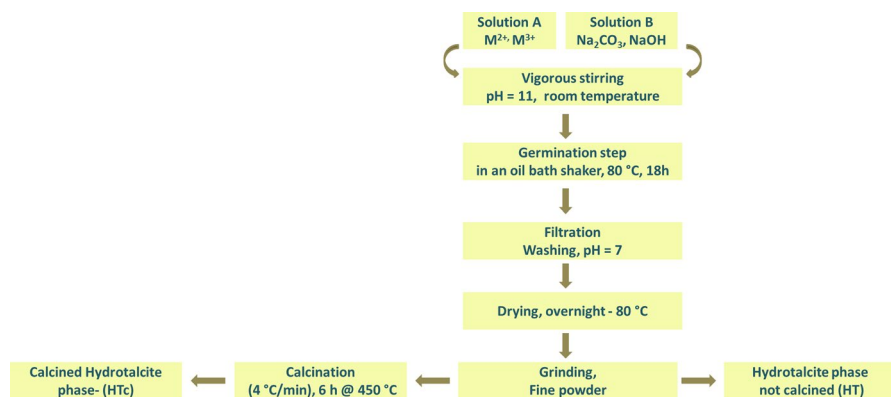 Solution A
M²⁺, M³⁺
Solution B
Na₂CO₃, NaOH
Vigorous stirring
pH = 11, room temperature
Germination step
in an oil bath shaker, 80 °C, 18h
Filtration
Washing, pH = 7
Drying, overnight - 80 °C
Grinding,
Fine powder
Calcination
(4 °C/min), 6 h @ 450 °C
Calcined Hydrotalcite
phase- (HTc)
Hydrotalcite phase
not calcined (HT)